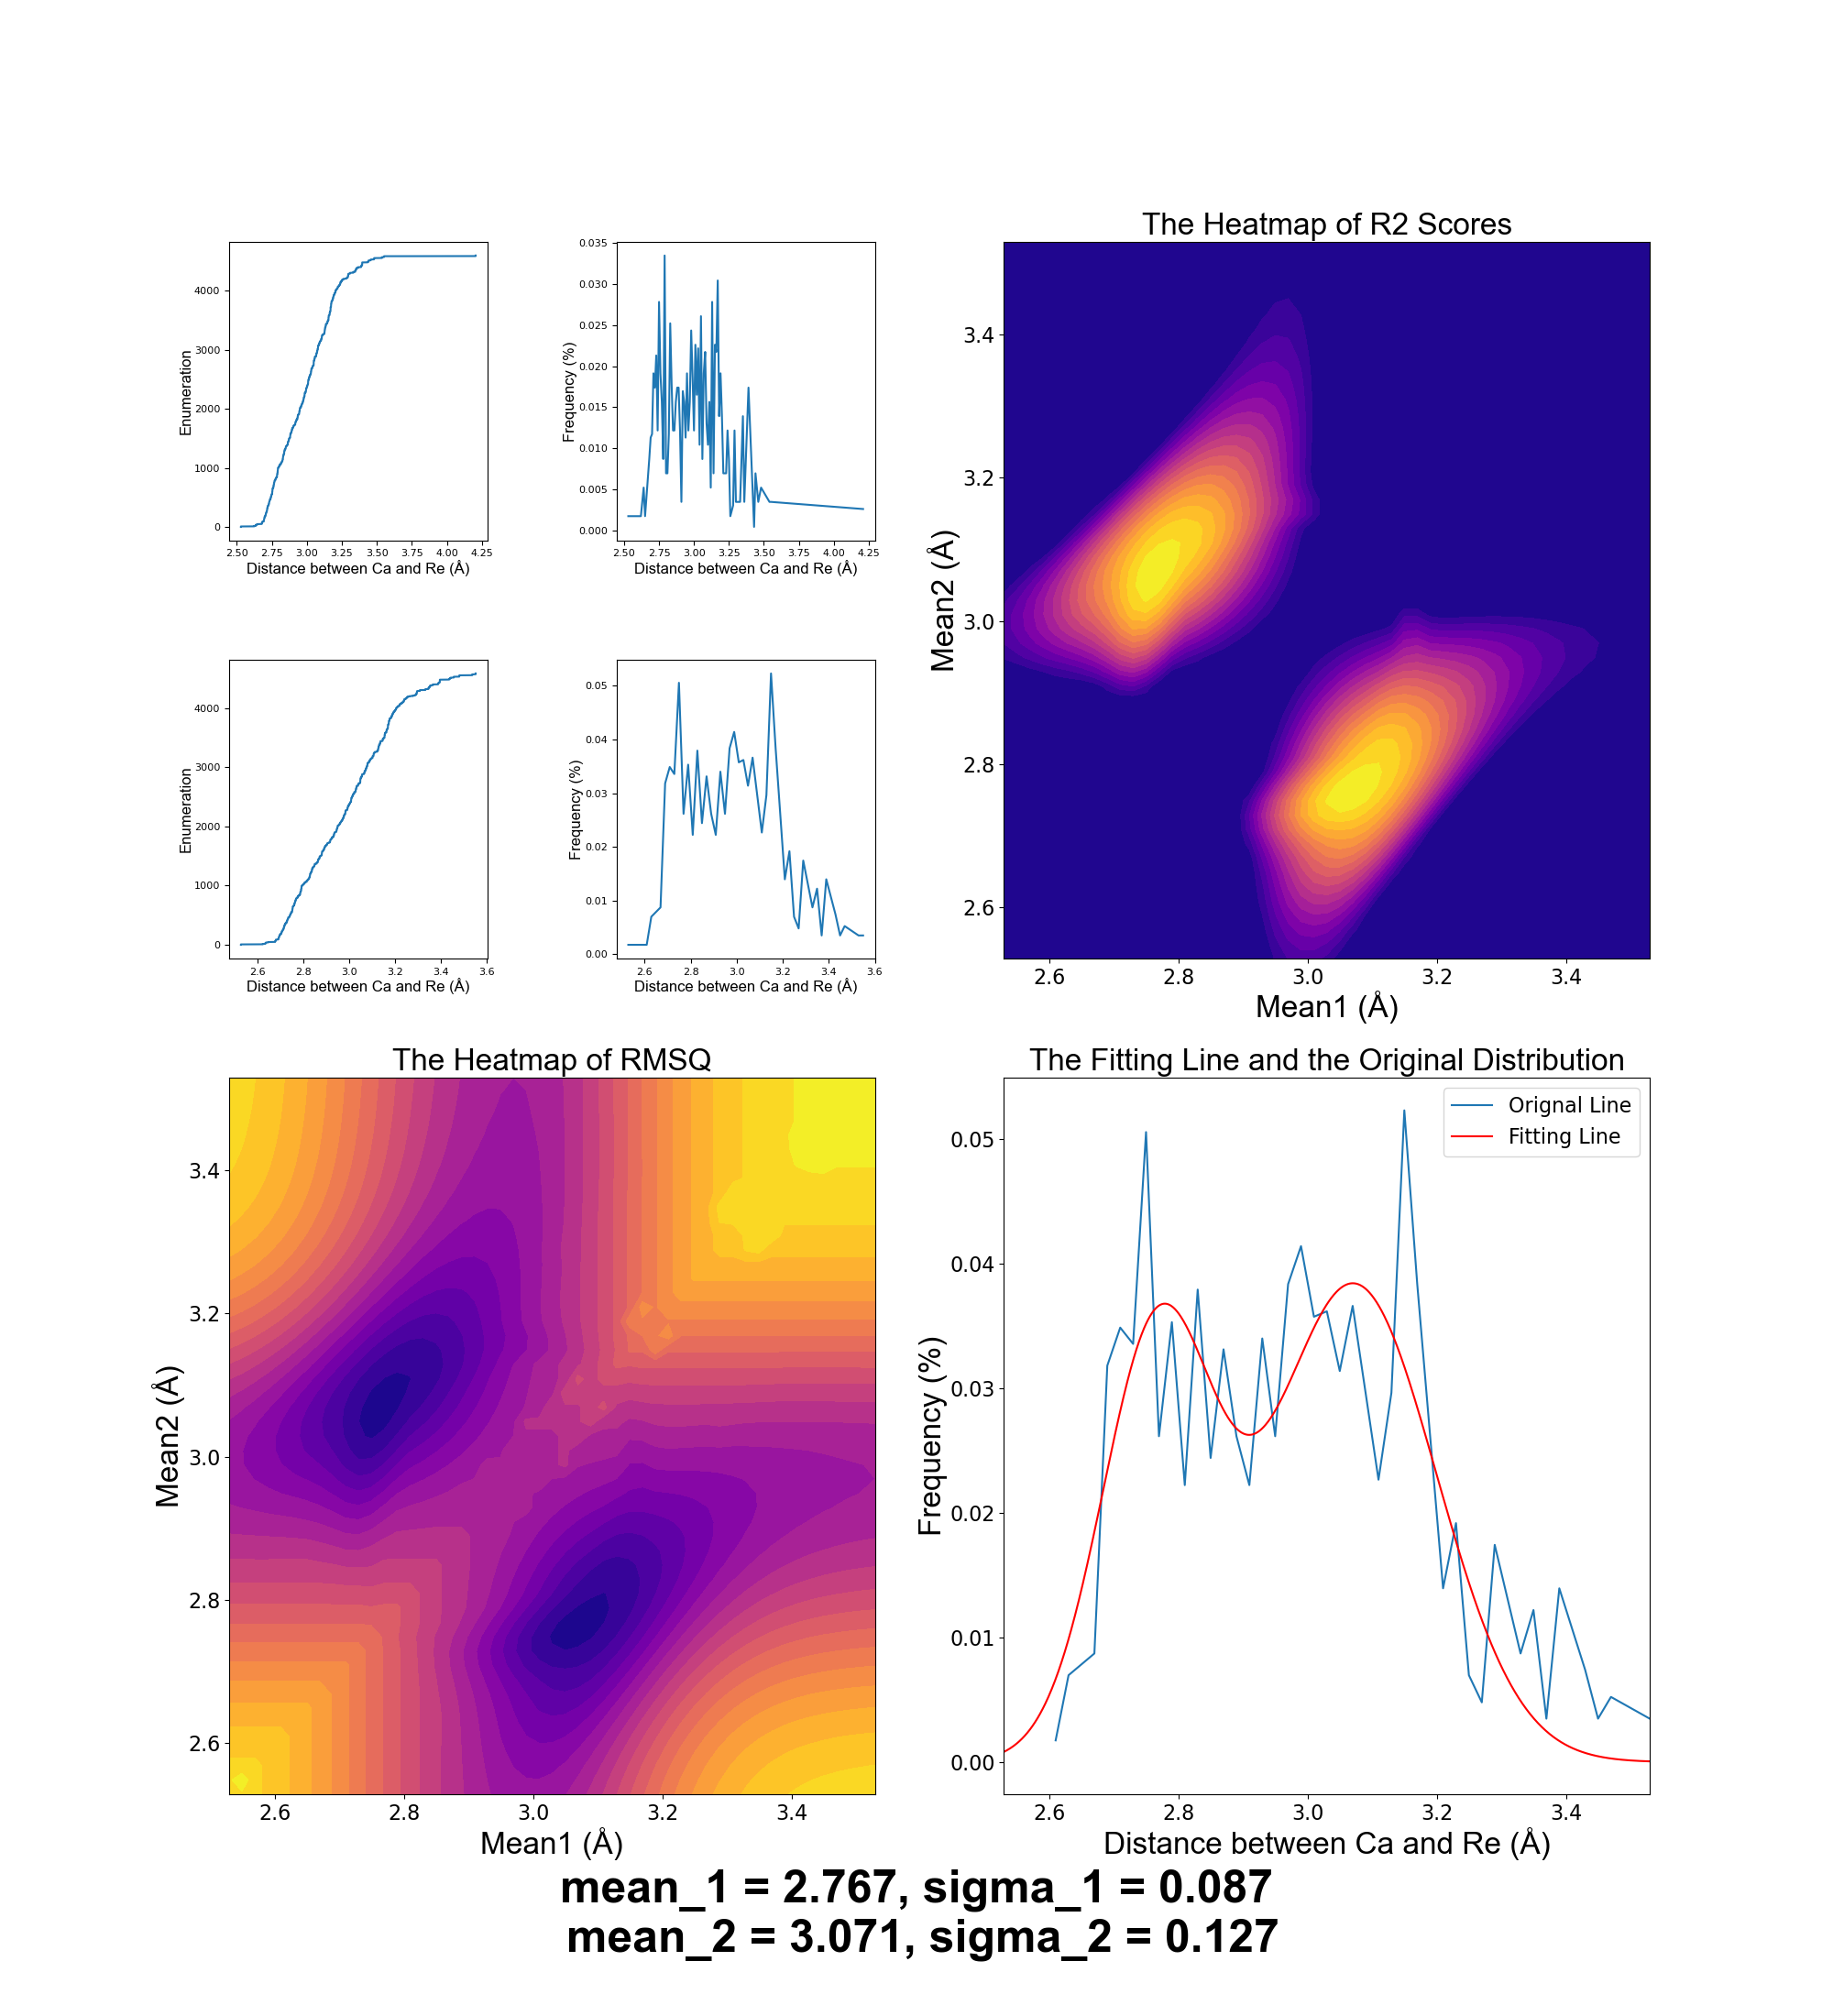 The Heatmap of R2 Scores
Enumeration
4000
3000
2000
1000
0
2.50 2.75 3.00 3.25 3.50 3.75 4.00 4.25
Distance between Ca and Re (Å)
Frequency (%)
0.035
0.030
0.025
0.020
0.015
0.010
0.005
0.000
2.50 2.75 3.00 3.25 3.50 3.75 4.00 4.25
Distance between Ca and Re (Å)
Mean2 (Å)
3.4
3.2
3.0
2.8
2.6
2.6 2.8 3.0 3.2 3.4
Mean1 (Å)
Enumeration
4000
3000
2000
1000
0
2.6 2.8 3.0 3.2 3.4 3.6
Distance between Ca and Re (Å)
Frequency (%)
0.05
0.04
0.03
0.02
0.01
0.00
2.6 2.8 3.0 3.2 3.4 3.6
Distance between Ca and Re (Å)
The Heatmap of RMSQ
Mean2 (Å)
3.4
3.2
3.0
2.8
2.6
2.6 2.8 3.0 3.2 3.4
Mean1 (Å)
The Fitting Line and the Original Distribution
Orignal Line
Fitting Line
Frequency (%)
0.05
0.04
0.03
0.02
0.01
0.00
2.6 2.8 3.0 3.2 3.4
Distance between Ca and Re (Å)
mean_1 = 2.767, sigma_1 = 0.087
mean_2 = 3.071, sigma_2 = 0.127